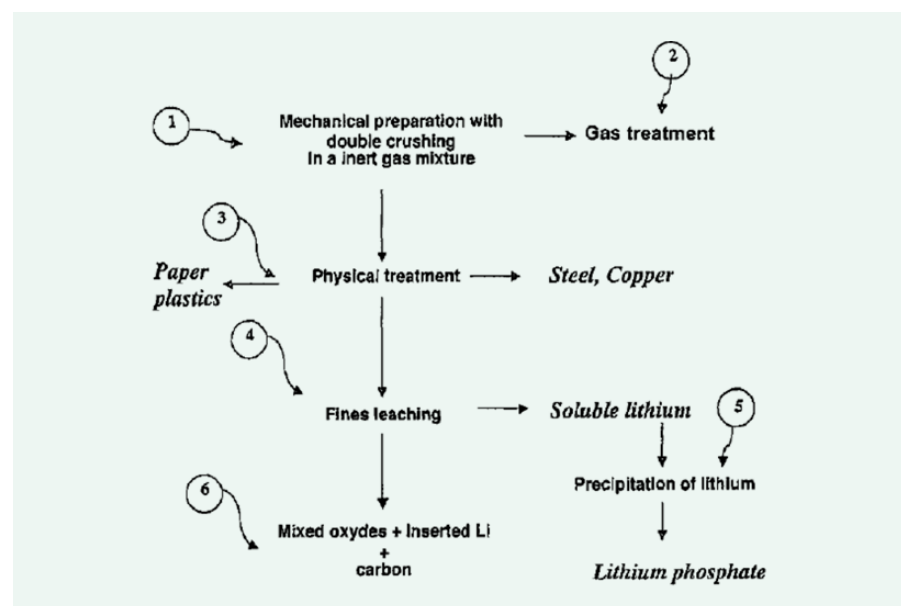 2
1
Mechanical preparation with
double crushing
In a inert gas mixture
Gas treatment
3
Paper
plastics
Physical treatment
Steel, Copper
4
Fines leaching
Soluble lithium
5
Precipitation of lithium
6
Mixed oxydes + Inserted Li
+
carbon
Lithium phosphate